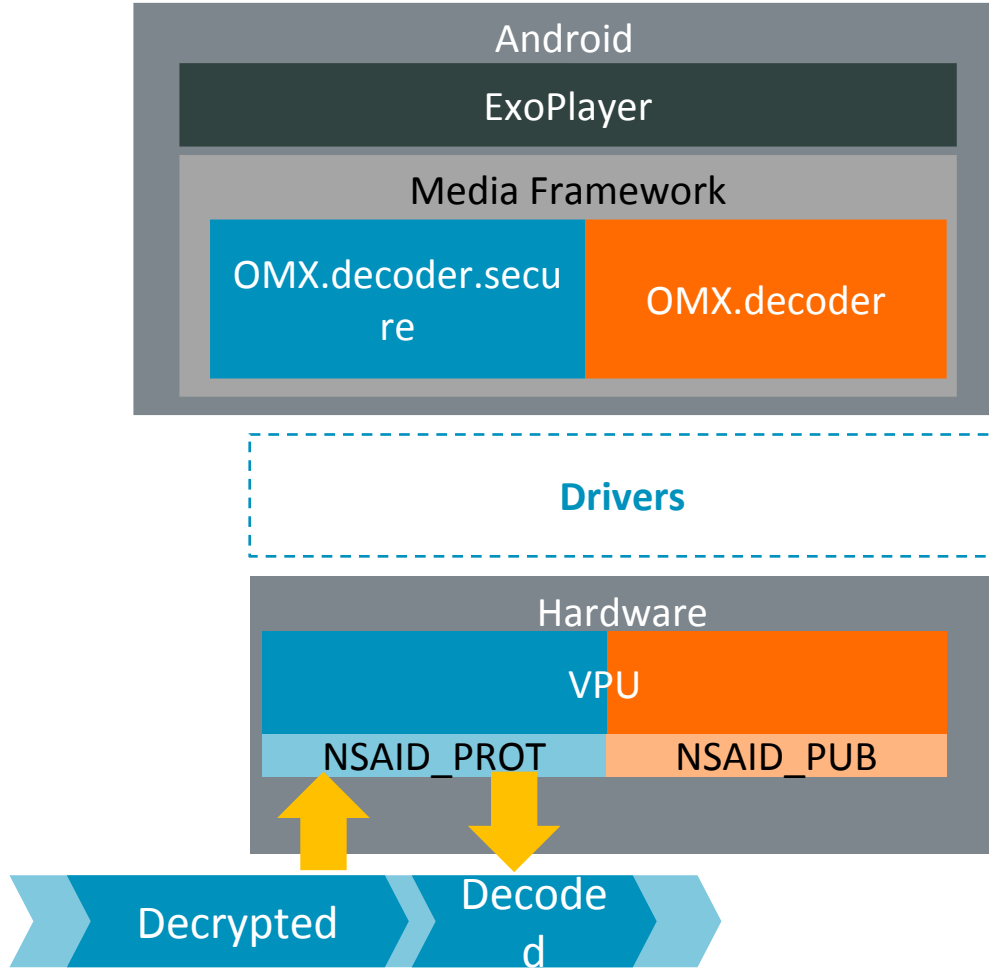 Android
ExoPlayer
Media Framework
OMX.decoder.secu
re
OMX.decoder
Drivers
Hardware
VPU
NSAID_PROT
NSAID_PUB
Decrypted
Decode
d